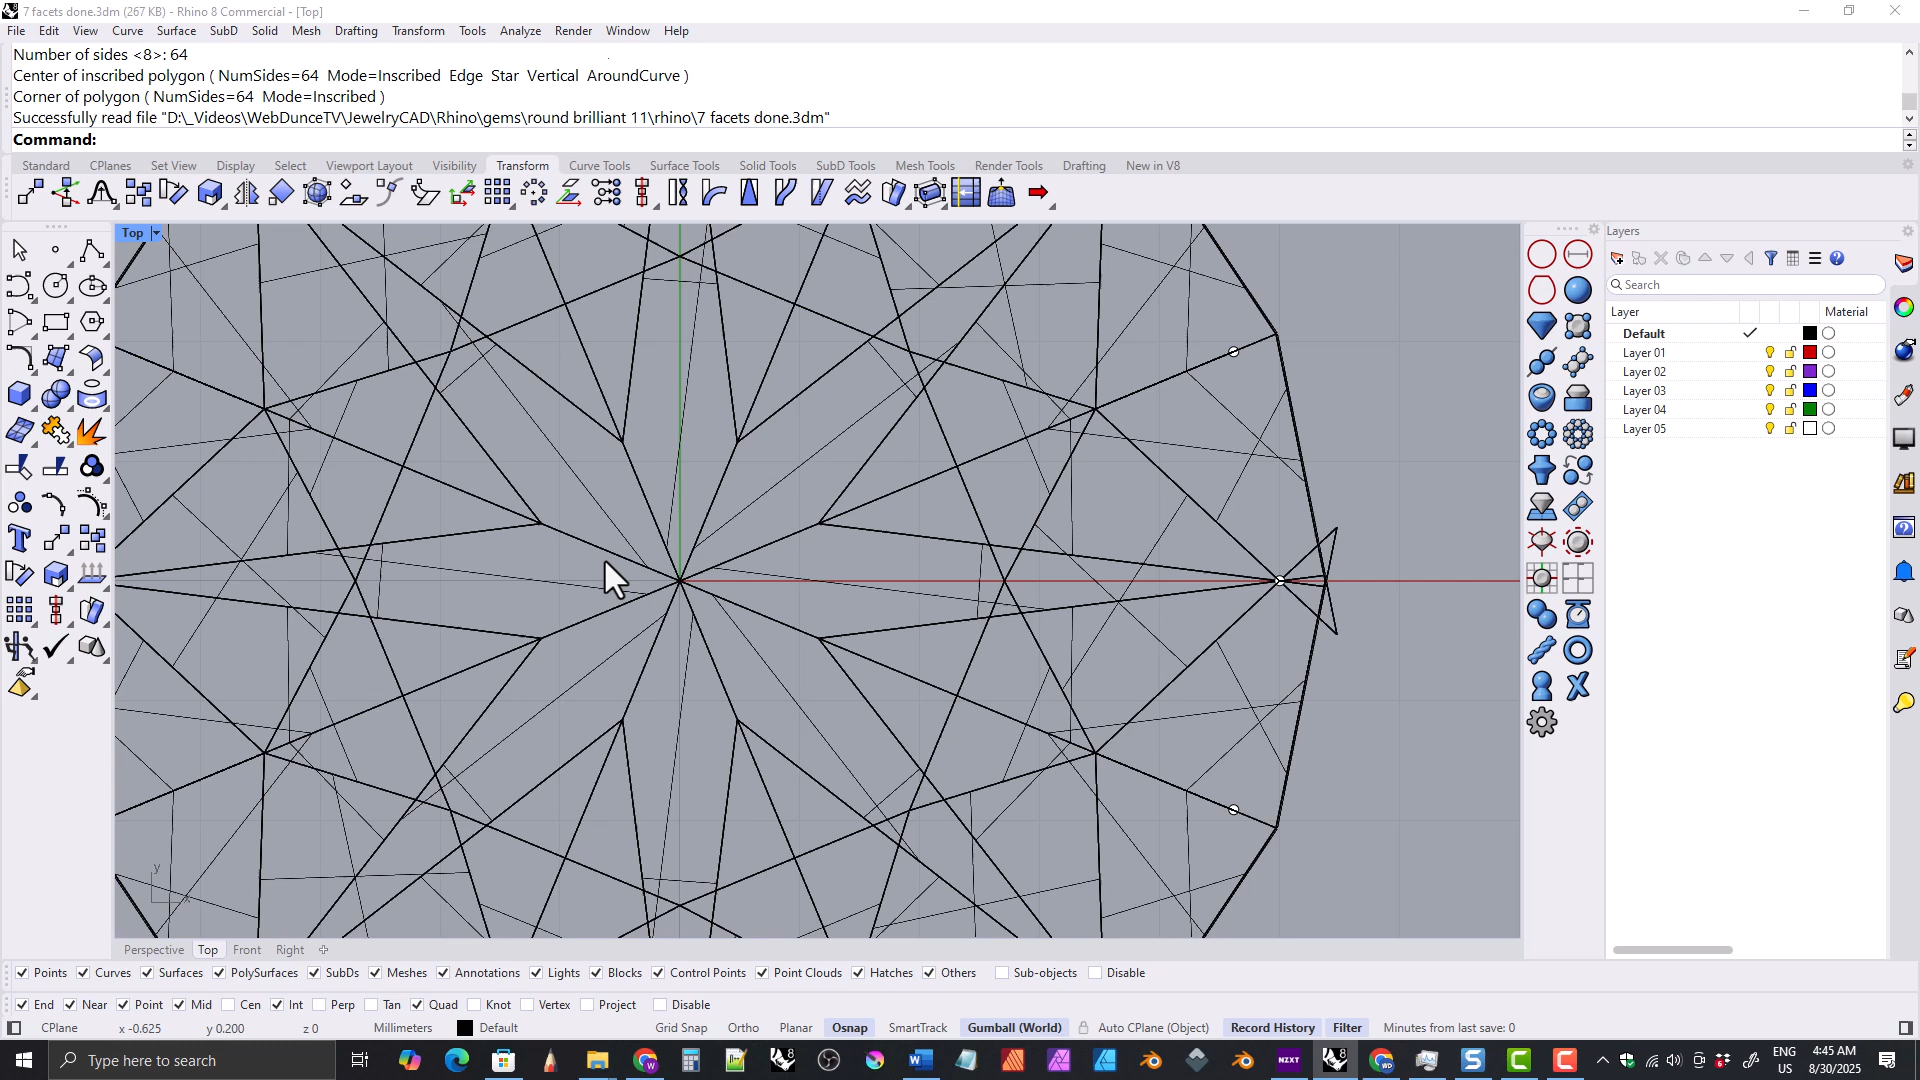 7 facets done.3dm (267 KB) - Rhino 8 Commercial - [Top]
File Edit View Curve Surface SubD Solid Mesh Drafting Transform Tools Analyze Render Window Help
Number of sides <8>: 64
Center of inscribed polygon ( NumSides=64 Mode=Inscribed Edge Star Vertical AroundCurve )
Corner of polygon ( NumSides=64 Mode=Inscribed )
Successfully read file "D:\_Videos\WebDunceTV\JewelryCAD\Rhino\gems\round brilliant 11\rhino\7 facets done.3dm"
Command:
Standard CPlanes Set View Display Select Viewport Layout Visibility Transform Curve Tools Surface Tools Solid Tools SubD Tools Mesh Tools Render Tools Drafting New in V8
Top
Layers
Search
Layer Material
Default
Layer 01
Layer 02
Layer 03
Layer 04
Layer 05
y
x
Perspective Top Front Right
Points Curves Surfaces PolySurfaces SubDs Meshes Annotations Lights Blocks Control Points Point Clouds Hatches Others Sub-objects Disable
End Near Point Mid Cen Int Perp Tan Quad Knot Vertex Project Disable
CPlane x -0.625 y 0.200 z 0 Millimeters Default Grid Snap Ortho Planar Osnap SmartTrack Gumball (World) Auto CPlane (Object) Record History Filter Minutes from last save: 0
Type here to search
NZXT
ENG
US
4:45 AM
8/30/2025